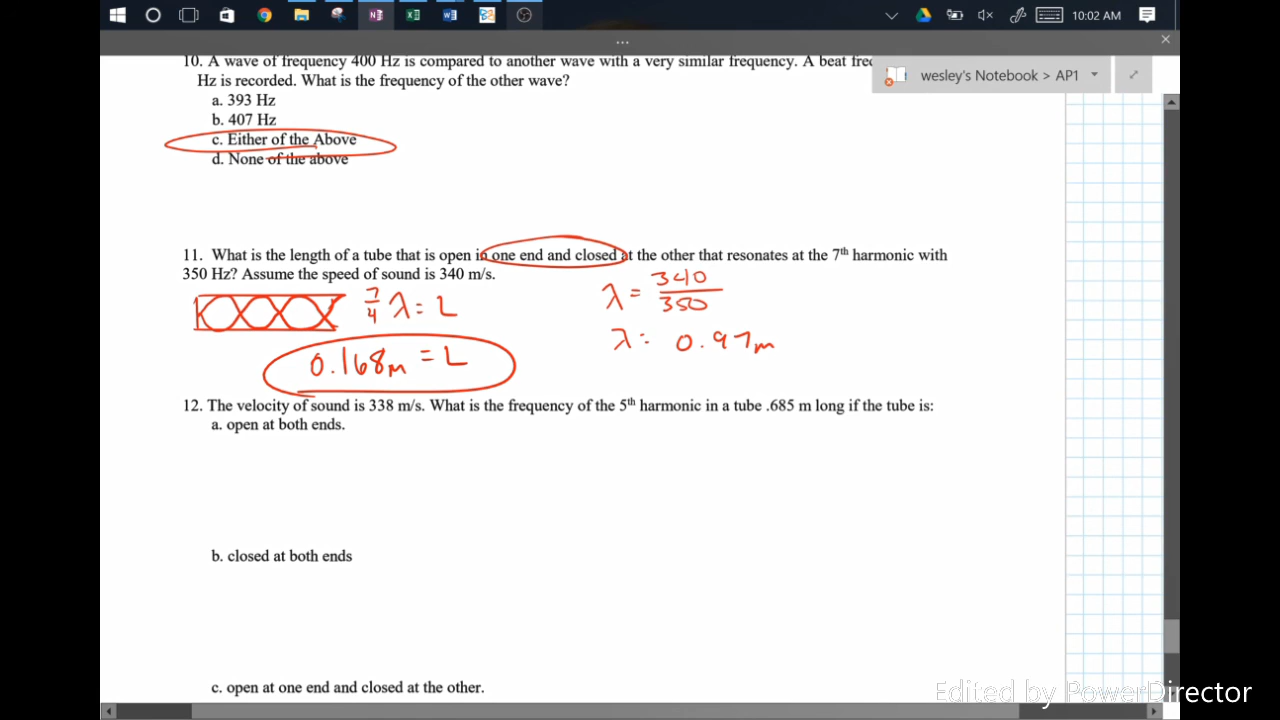 10:02 AM
...
wesley's Notebook > AP1
10. A wave of frequency 400 Hz is compared to another wave with a very similar frequency. A beat
Hz is recorded. What is the frequency of the other wave?
a. 393 Hz
b. 407 Hz
c. Either of the Above
d. None of the above
11. What is the length of a tube that is open in one end and closed at the other that resonates at the 7th harmonic with
350 Hz? Assume the speed of sound is 340 m/s.
7/4 λ = L
λ = 340/350
λ = 0.97m
0.168m = L
12. The velocity of sound is 338 m/s. What is the frequency of the 5th harmonic in a tube .685 m long if the tube is:
a. open at both ends.
b. closed at both ends
c. open at one end and closed at the other.
Edited by PowerDirector